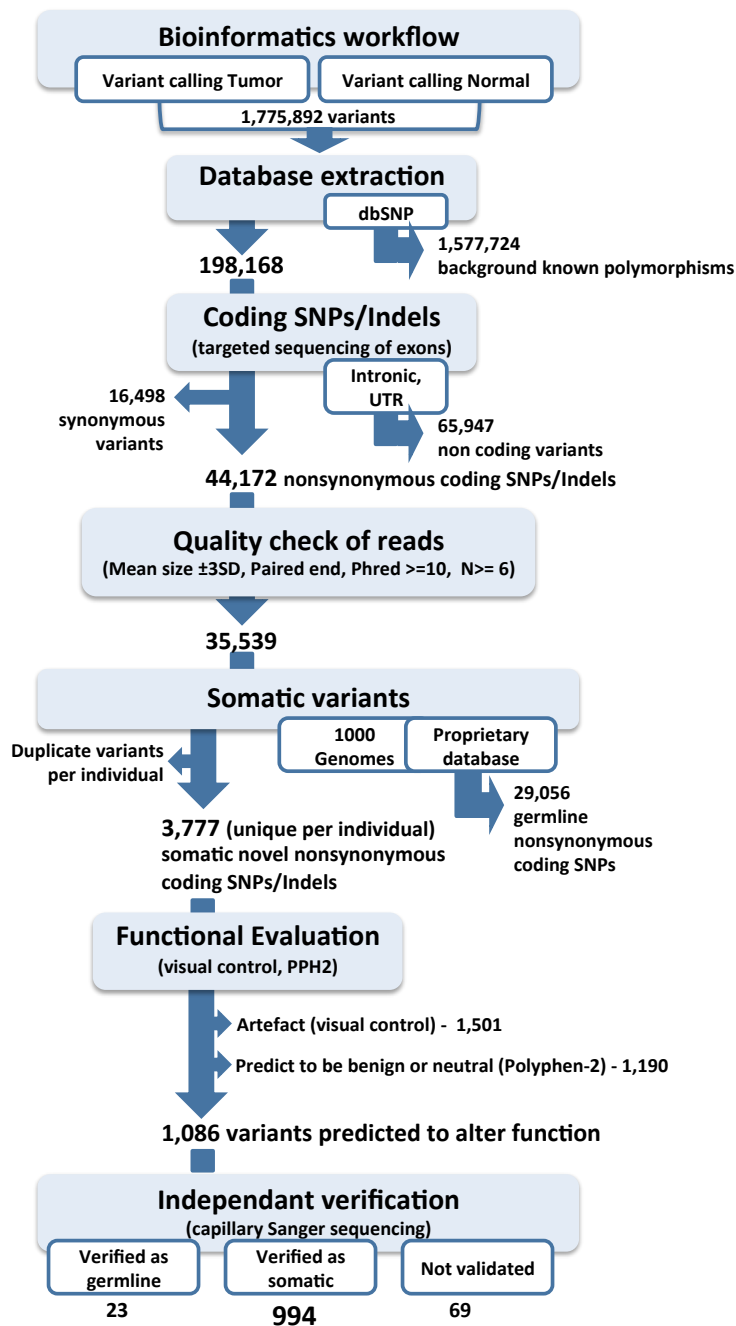 Bioinformatics workflow
Variant calling Tumor
Variant calling Normal
1,775,892 variants
Database extraction
dbSNP
1,577,724
background known polymorphisms
198,168
Coding SNPs/Indels
(targeted sequencing of exons)
Intronic,
UTR
16,498
synonymous
variants
65,947
non coding variants
44,172 nonsynonymous coding SNPs/Indels
Quality check of reads
(Mean size ±3SD, Paired end, Phred >=10, N>= 6)
35,539
Somatic variants
1000
Genomes
Proprietary
database
Duplicate variants
per individual
29,056
germline
nonsynonymous
coding SNPs
3,777 (unique per individual)
somatic novel nonsynonymous
coding SNPs/Indels
Functional Evaluation
(visual control, PPH2)
Artefact (visual control) - 1,501
Predict to be benign or neutral (Polyphen-2) - 1,190
1,086 variants predicted to alter function
Independant verification
(capillary Sanger sequencing)
Verified as
germline
Verified as
somatic
Not validated
23
994
69